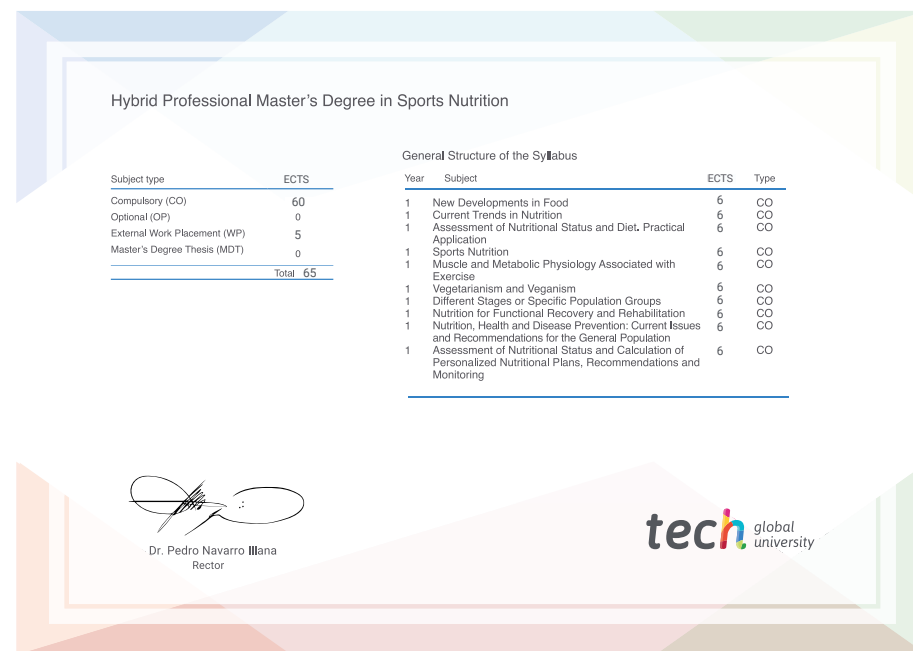 Hybrid Professional Master's Degree in Sports Nutrition
General Structure of the Syllabus
Subject type ECTS
Compulsory (CO) 60
Optional (OP) 0
External Work Placement (WP) 5
Master's Degree Thesis (MDT) 0
Total 65
Year Subject ECTS Type
1 New Developments in Food 6 CO
1 Current Trends in Nutrition 6 CO
1 Assessment of Nutritional Status and Diet. Practical 6 CO
Application
1 Sports Nutrition 6 CO
1 Muscle and Metabolic Physiology Associated with 6 CO
Exercise
1 Vegetarianism and Veganism 6 CO
1 Different Stages or Specific Population Groups 6 CO
1 Nutrition for Functional Recovery and Rehabilitation 6 CO
1 Nutrition, Health and Disease Prevention: Current Issues 6 CO
and Recommendations for the General Population
1 Assessment of Nutritional Status and Calculation of 6 CO
Personalized Nutritional Plans, Recommendations and
Monitoring
Dr. Pedro Navarro Illana
Rector
tech global
university